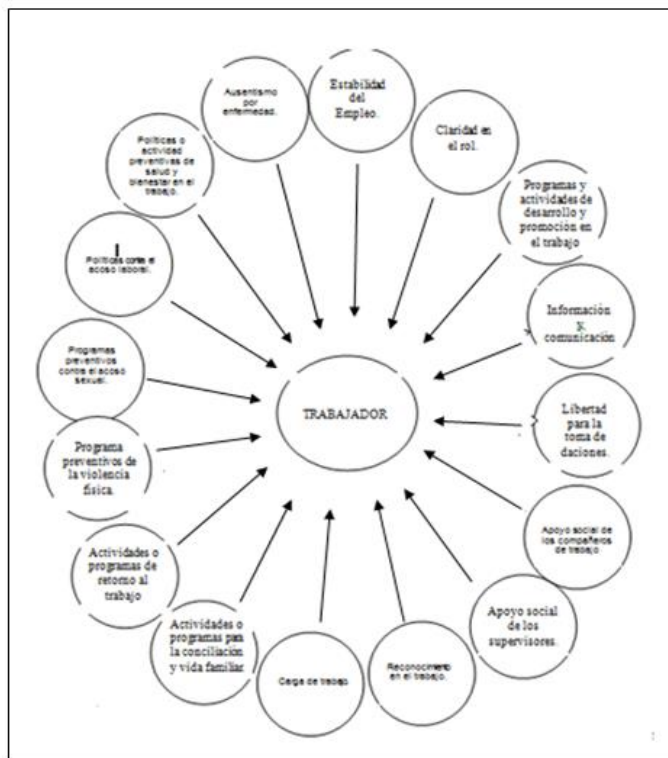 Estabilidad
del
Empleo.
Claridad en
el rol.
Programas y
actividades de
desarrollo y
promoción en
el trabajo
Información
y
comunicación
Libertad
para la
toma de
daciones.
Apoyo social de
los compañeros
de trabajo
Apoyo social
de los
supervisores.
Reconocimiento
en el trabajo.
Carga de trabajo
Actividades o
programas para
la conciliación
y vida familiar.
Actividades o
programas de
retorno al
trabajo
Programa
preventivos de
la violencia
física.
Programas
preventivos
contra el acoso
sexual.
Políticas contra el
acoso laboral.
Políticas o
actividad
preventivas de
salud y
bienestar en el
trabajo.
Ausentismo
por
enfermedad.
TRABAJADOR